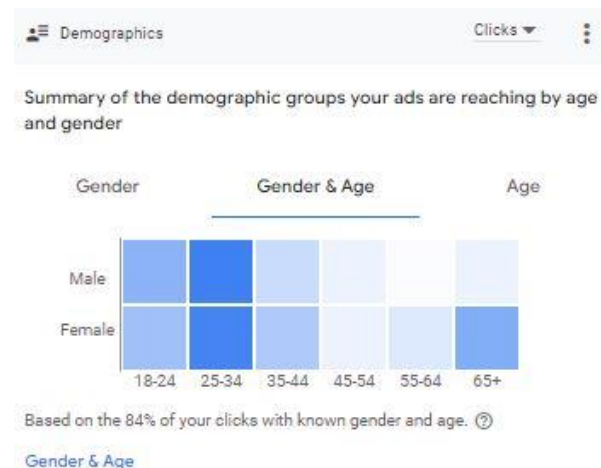 Demographics
Clicks
Summary of the demographic groups your ads are reaching by age
and gender
Gender Gender & Age Age
Male
Female
18-24 25-34 35-44 45-54 55-64 65+
Based on the 84% of your clicks with known gender and age.
Gender & Age